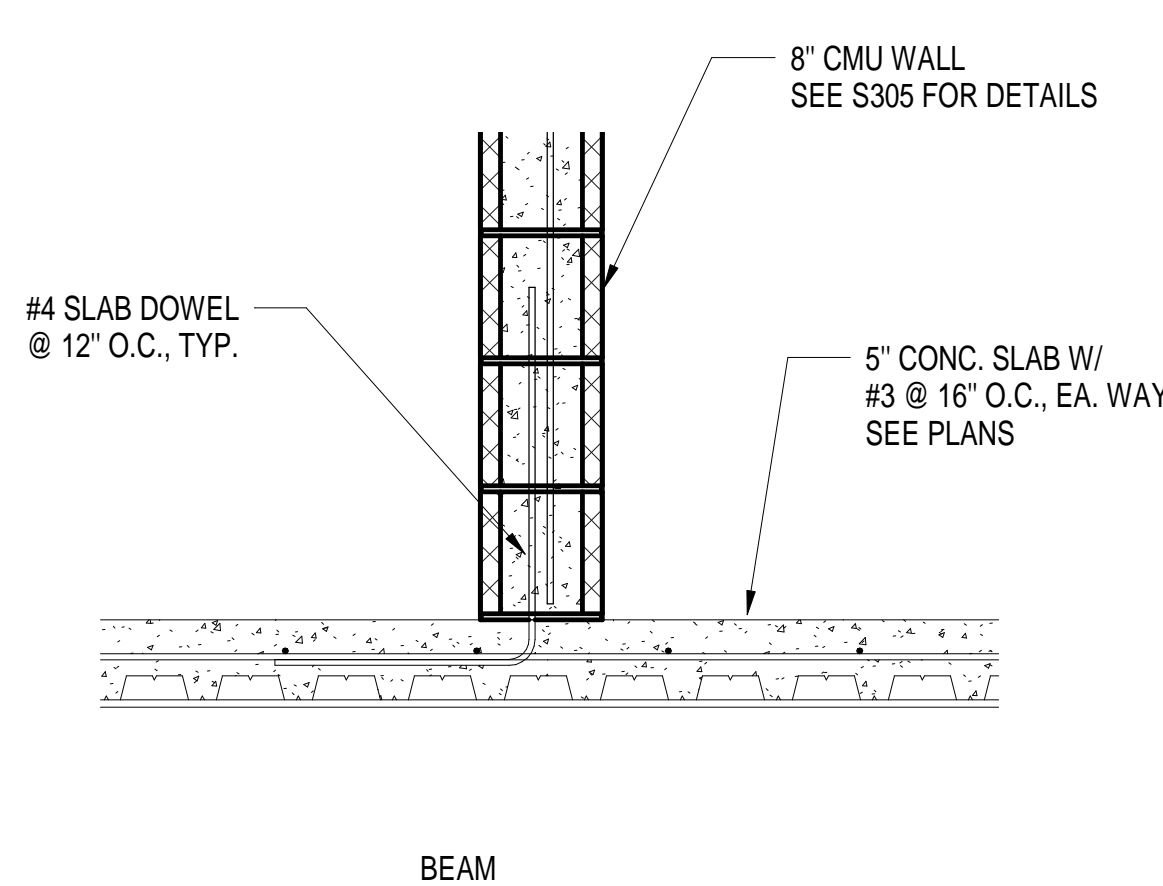 8" CMU WALL
SEE S305 FOR DETAILS
#4 SLAB DOWEL
@ 12" O.C., TYP.
5" CONC. SLAB W/
#3 @ 16" O.C., EA. WAY
SEE PLANS
BEAM